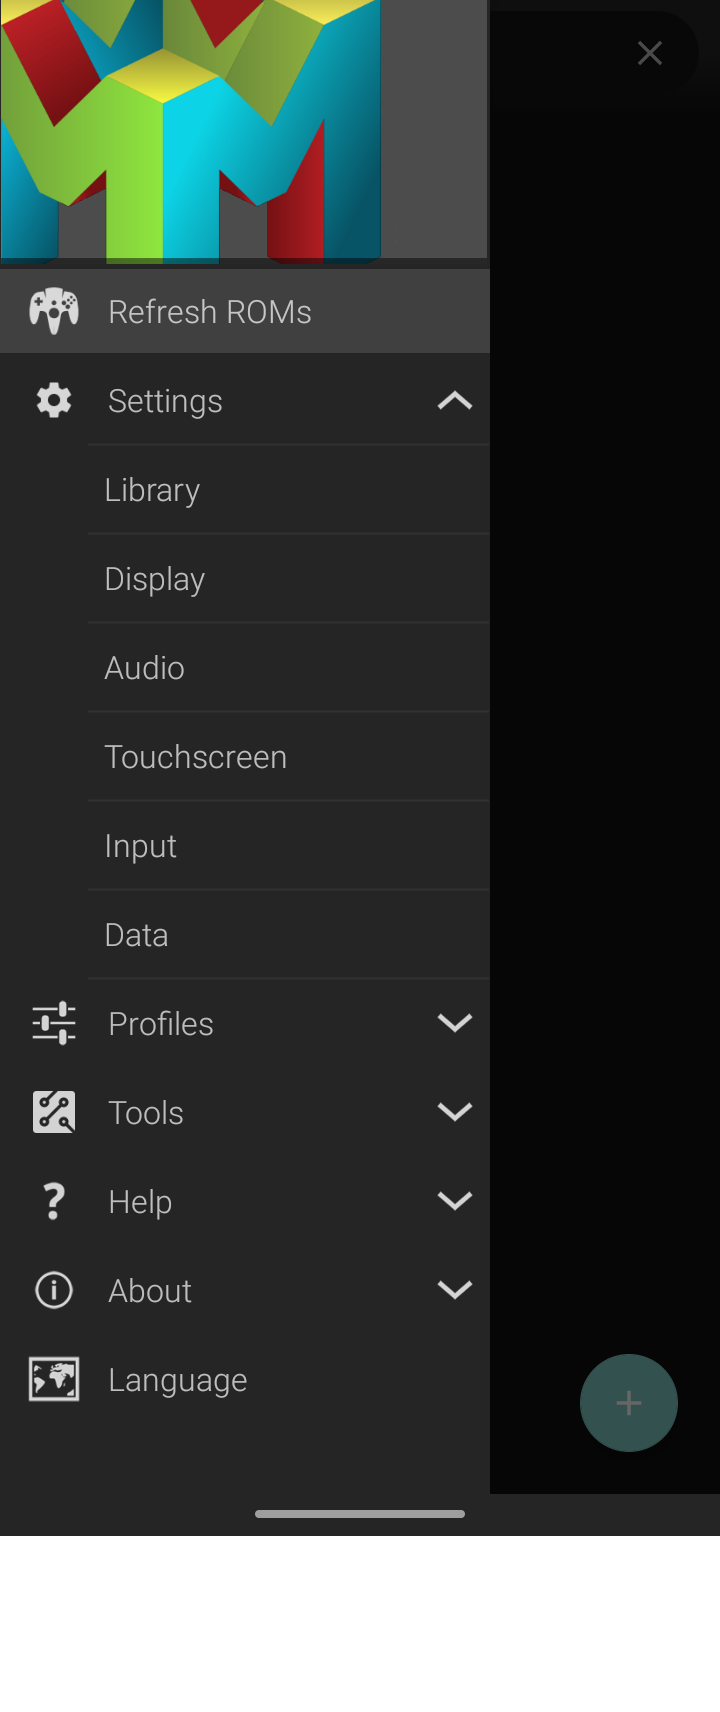 Refresh ROMs
Settings
Library
Display
Audio
Touchscreen
Input
Data
Profiles
Tools
Help
About
Language